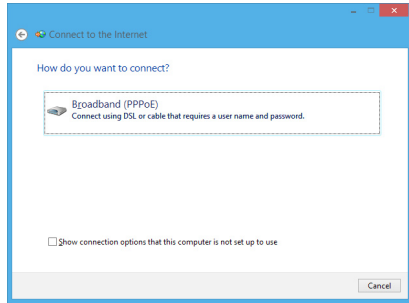 Connect to the Internet
How do you want to connect?
Broadband (PPPoE)
Connect using DSL or cable that requires a user name and password.
Show connection options that this computer is not set up to use
Cancel